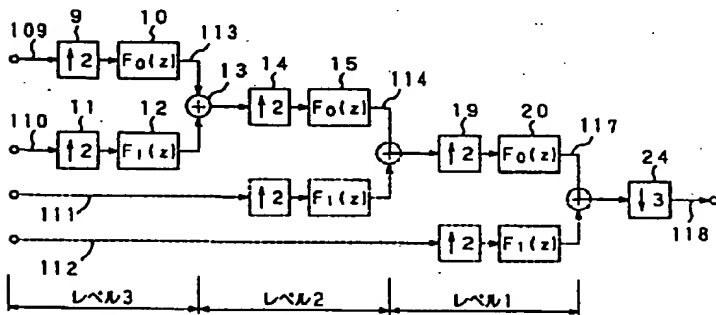 109 9 10 113
↑2 F₀(z)
13 14 15 114
110 11 12
↑2 F₁(z) ↑2 F₀(z)
19 20 117
↑2 F₀(z) 24
111 ↑2 F₁(z)
↓3
118
112 ↑2 F₁(z)
レベル3 レベル2 レベル1